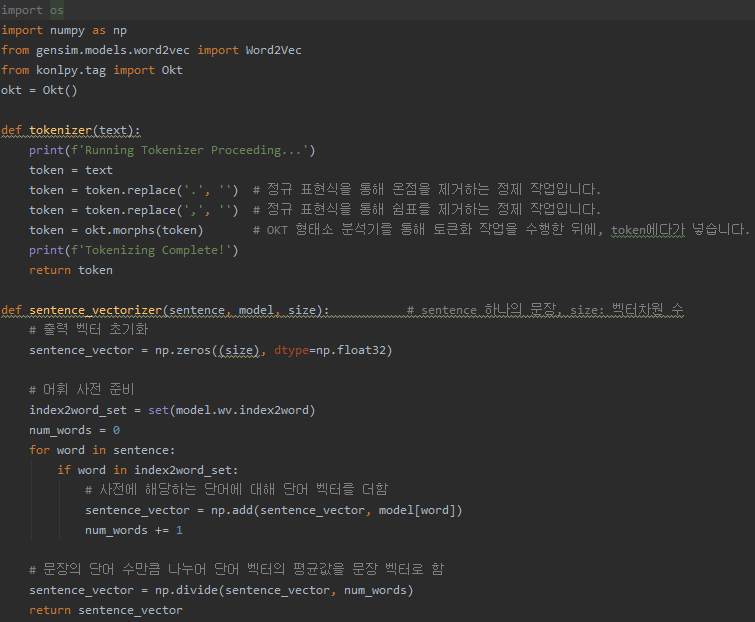 import os
import numpy as np
from gensim.models.word2vec import Word2Vec
from konlpy.tag import Okt
okt = Okt()
def tokenizer(text):
    print(f'Running Tokenizer Proceeding...')
    token = text
    token = token.replace('.', '')  # 정규 표현식을 통해 온점을 제거하는 정제 작업입니다.
    token = token.replace(',', '')  # 정규 표현식을 통해 쉼표를 제거하는 정제 작업입니다.
    token = okt.morphs(token)       # OKT 형태소 분석기를 통해 토큰화 작업을 수행한 뒤에, token에다가 넣습니다.
    print(f'Tokenizing Complete!')
    return token
def sentence_vectorizer(sentence, model, size):           # sentence 하나의 문장, size: 벡터차원 수
    # 출력 벡터 초기화
    sentence_vector = np.zeros((size), dtype=np.float32)
    # 어휘 사전 준비
    index2word_set = set(model.wv.index2word)
    num_words = 0
    for word in sentence:
        if word in index2word_set:
            # 사전에 해당하는 단어에 대해 단어 벡터를 더함
            sentence_vector = np.add(sentence_vector, model[word])
            num_words += 1
    # 문장의 단어 수만큼 나누어 단어 벡터의 평균값을 문장 벡터로 함
    sentence_vector = np.divide(sentence_vector, num_words)
    return sentence_vector